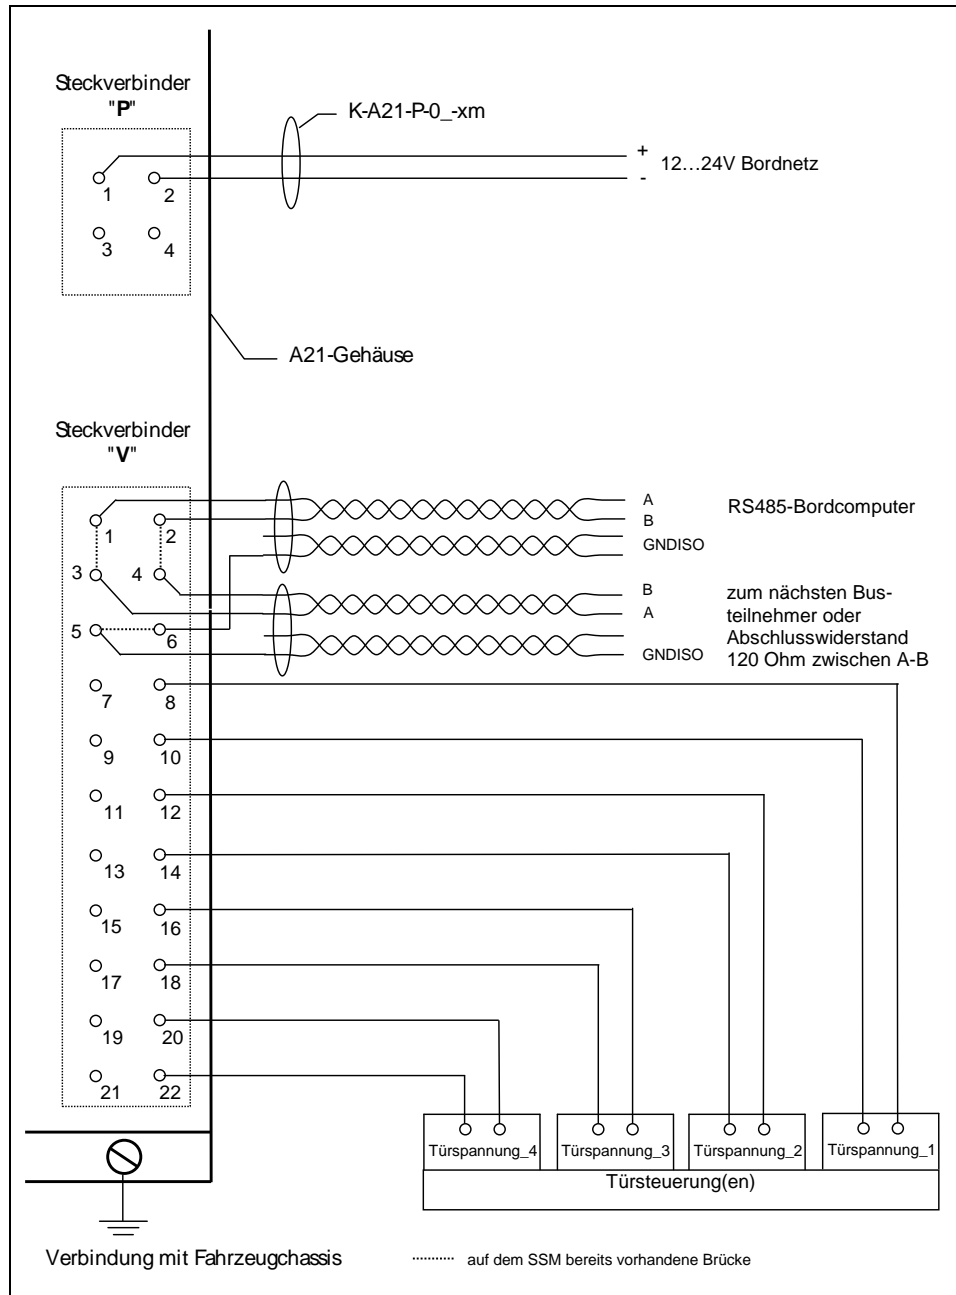 Steckverbinder
"P"
K-A21-P-0_-xm
+
12…24V Bordnetz
-
1
2
3
4
A21-Gehäuse
Steckverbinder
"V"
A
RS485-Bordcomputer
B
1
2
GNDISO
3
4
B
zum nächsten Bus-
A
teilnehmer oder
Abschlusswiderstand
5
6
GNDISO
120 Ohm zwischen A-B
7
8
9
10
11
12
13
14
15
16
17
18
19
20
21
22
Türspannung_4
Türspannung_3
Türspannung_2
Türspannung_1
Türsteuerung(en)
Verbindung mit Fahrzeugchassis
auf dem SSM bereits vorhandene Brücke